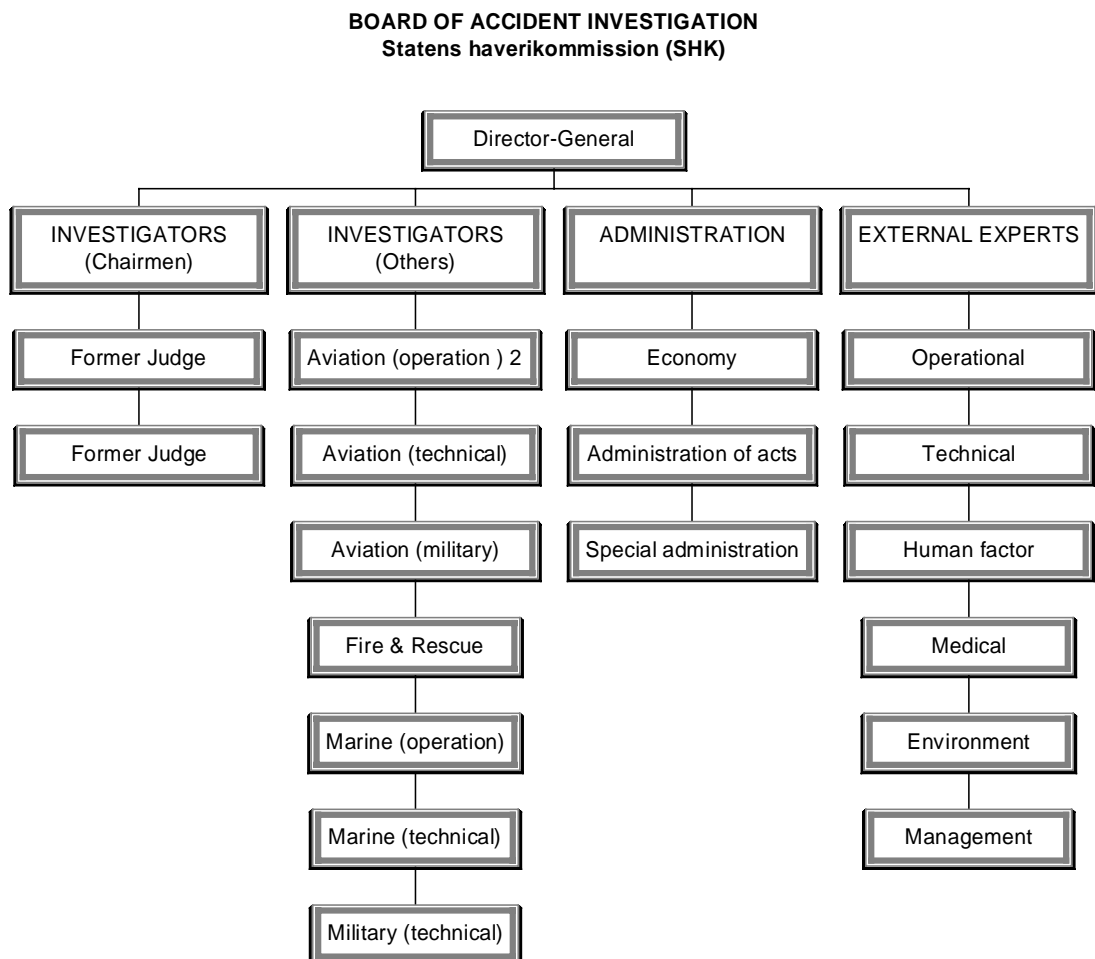 BOARD OF ACCIDENT INVESTIGATION
Statens haverikommission (SHK)
Director-General
INVESTIGATORS
(Chairmen)
INVESTIGATORS
(Others)
ADMINISTRATION
EXTERNAL EXPERTS
Former Judge
Former Judge
Aviation (operation ) 2
Aviation (technical)
Aviation (military)
Fire & Rescue
Marine (operation)
Marine (technical)
Military (technical)
Economy
Administration of acts
Special administration
Operational
Technical
Human factor
Medical
Environment
Management